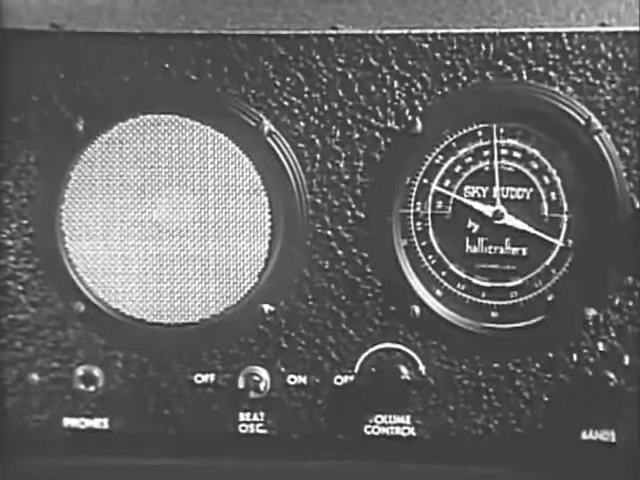 SKY BUDDY
by
hallicrafters
OFF
ON
OFF
PHONES
BEAT
OSC.
VOLUME
CONTROL
BANDS